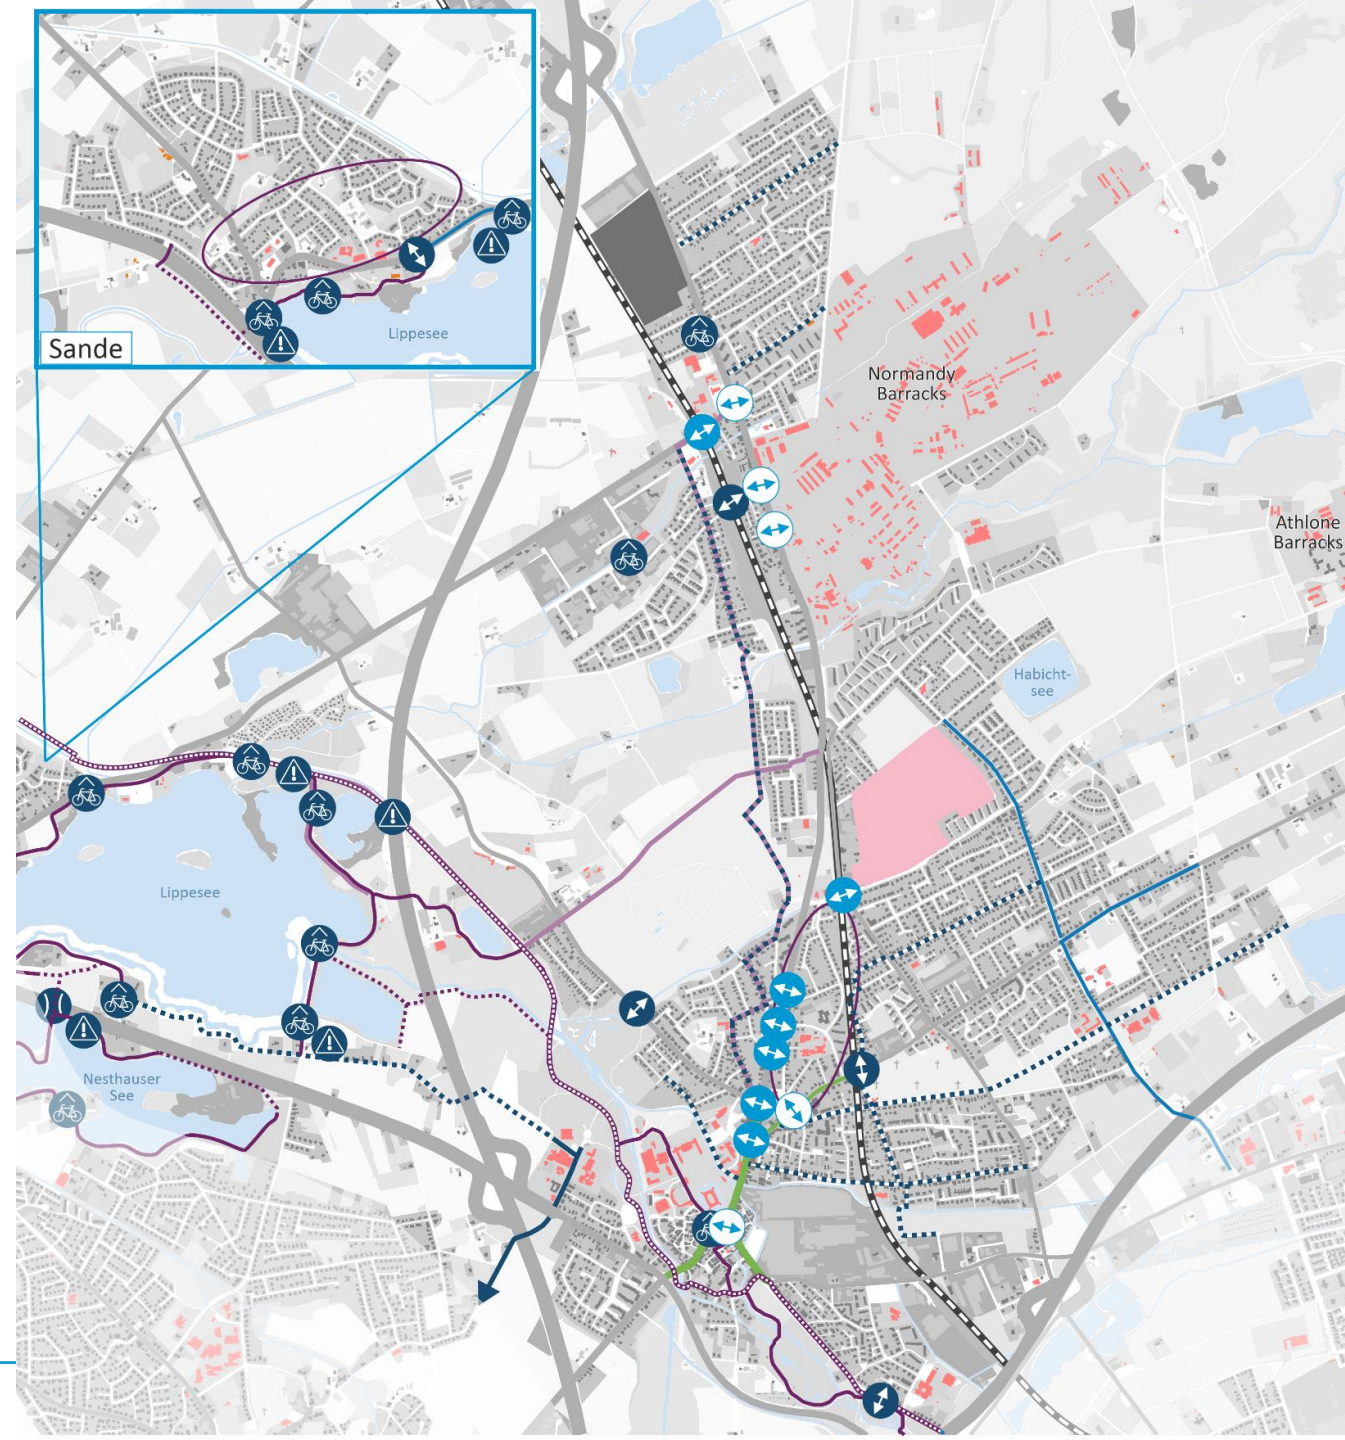 Lippesee
Sande
Normandy
Barracks
Athlone
Barracks
Habicht-
see
Lippesee
Nesthauser
See